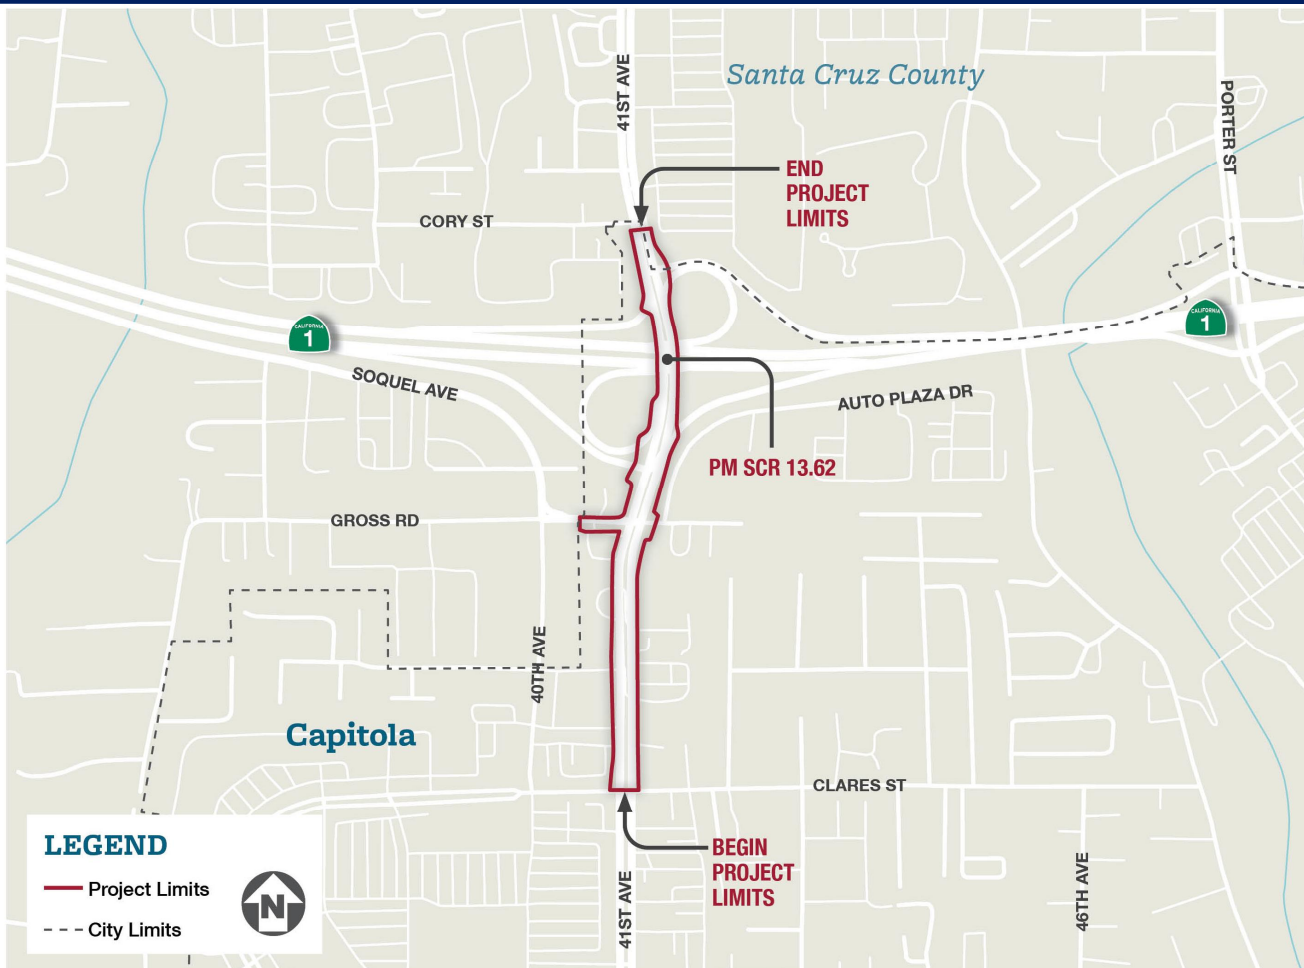 Santa Cruz County
41ST AVE
PORTER ST
END
PROJECT
LIMITS
CORY ST
CALIFORNIA
1
CALIFORNIA
1
SOQUEL AVE
AUTO PLAZA DR
PM SCR 13.62
GROSS RD
40TH AVE
Capitola
CLARES ST
BEGIN
PROJECT
LIMITS
41ST AVE
46TH AVE
LEGEND
Project Limits
City Limits
N